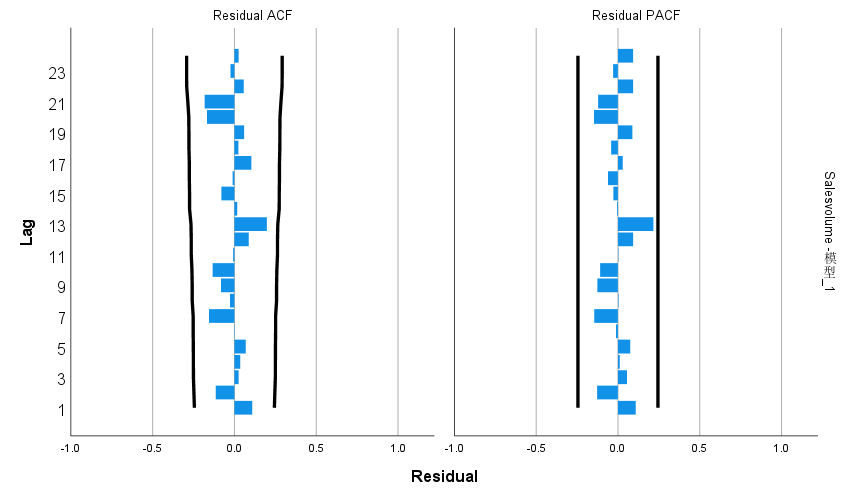 Residual ACF
Residual PACF
23
21
19
17
15
13
11
9
7
5
3
1
Lag
-1.0 -0.5 0.0 0.5 1.0
-1.0 -0.5 0.0 0.5 1.0
Residual
Salesvolume - 模型_1